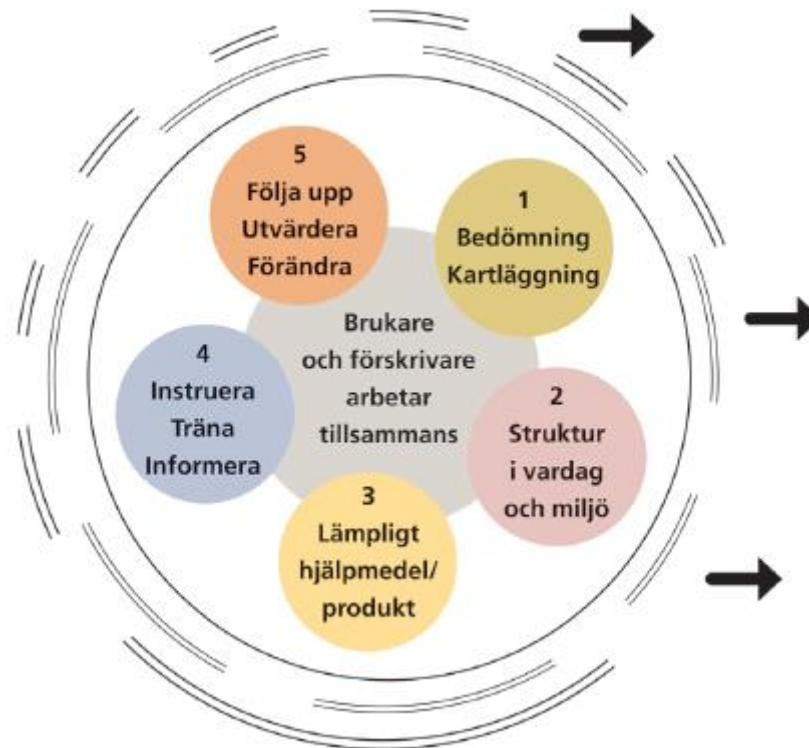 1
Bedömning
Kartläggning
2
Struktur
i vardag
och miljö
3
Lämpligt
hjälpmedel/
produkt
4
Instruera
Träna
Informera
5
Följa upp
Utvärdera
Förändra
Brukare
och förskrivare
arbetar
tillsammans